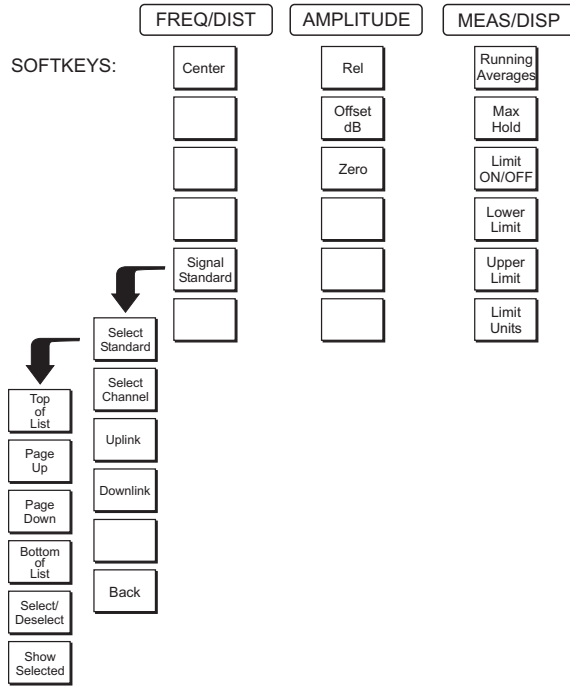 FREQ/DIST
AMPLITUDE
MEAS/DISP
SOFTKEYS:
Center
Rel
Running
Averages
Offset
dB
Max
Hold
Zero
Limit
ON/OFF
Lower
Limit
Signal
Standard
Upper
Limit
Limit
Units
Select
Standard
Select
Channel
Uplink
Downlink
Back
Top
of
List
Page
Up
Page
Down
Bottom
of
List
Select/
Deselect
Show
Selected